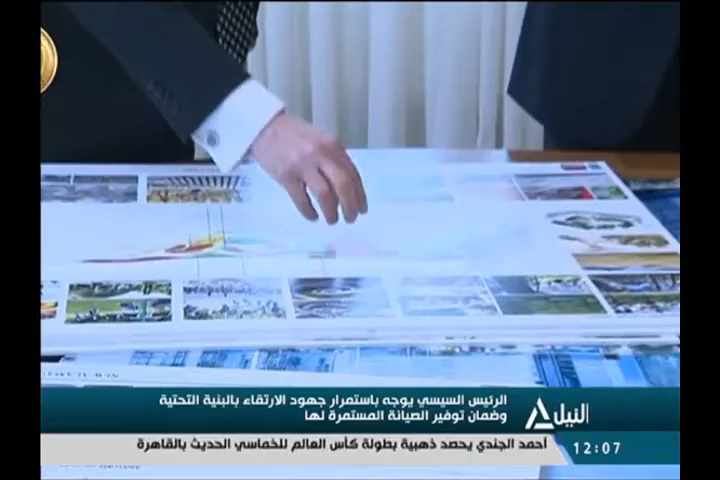 الرئيس السيسي يوجه باستمرار جهود الارتقاء بالبنية التحتية
وضمان توفير الصيانة المستمرة لها
النيل
أحمد الجندي يحصد ذهبية بطولة كأس العالم للخماسي الحديث بالقاهرة
12:07